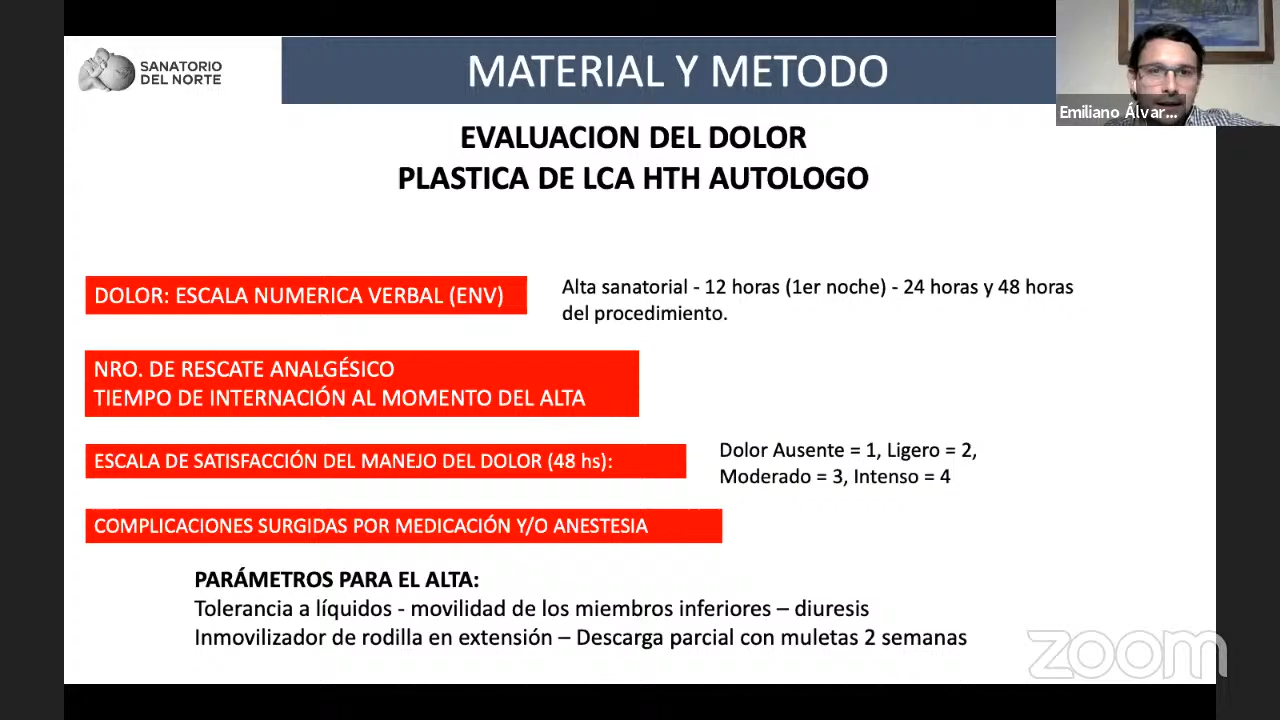 SANATORIO
DEL NORTE
MATERIAL Y METODO
Emiliano Álvar...
EVALUACION DEL DOLOR
PLASTICA DE LCA HTH AUTOLOGO
DOLOR: ESCALA NUMERICA VERBAL (ENV)
Alta sanatorial - 12 horas (1er noche) - 24 horas y 48 horas
del procedimiento.
NRO. DE RESCATE ANALGÉSICO
TIEMPO DE INTERNACIÓN AL MOMENTO DEL ALTA
ESCALA DE SATISFACCIÓN DEL MANEJO DEL DOLOR (48 hs):
Dolor Ausente = 1, Ligero = 2,
Moderado = 3, Intenso = 4
COMPLICACIONES SURGIDAS POR MEDICACIÓN Y/O ANESTESIA
PARÁMETROS PARA EL ALTA:
Tolerancia a líquidos - movilidad de los miembros inferiores – diuresis
Inmovilizador de rodilla en extensión – Descarga parcial con muletas 2 semanas
zoom